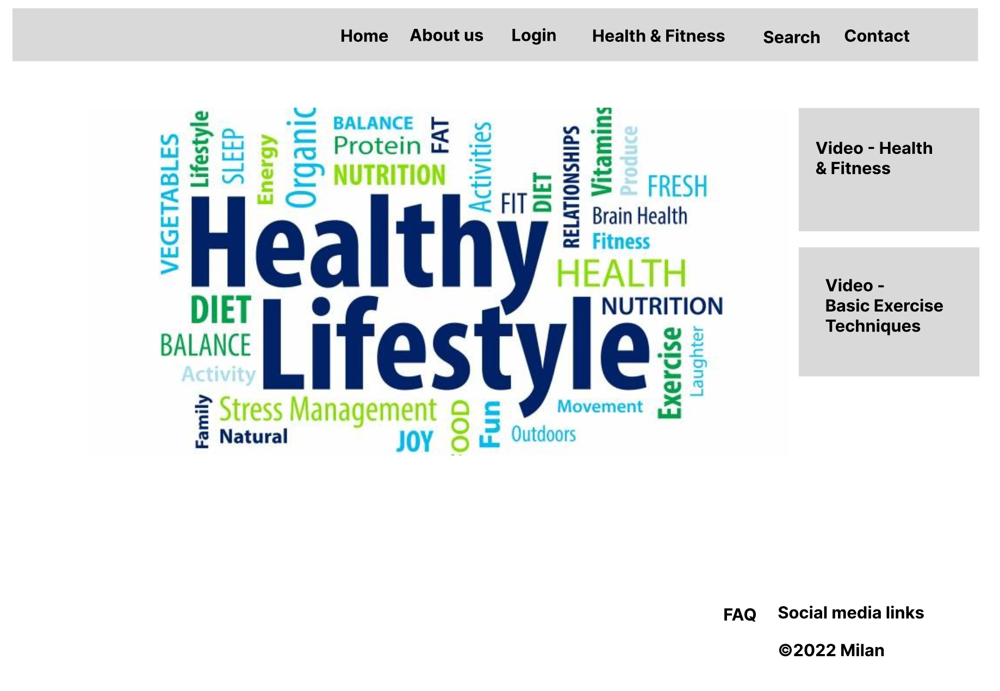 Home About us Login Health & Fitness Search Contact
VEGETABLES
Lifestyle
SLEEP
Energy
Organic
BALANCE
Protein
NUTRITION
FAT
Activities
FIT
DIET
RELATIONSHIPS
Vitamins
Produce
FRESH
Brain Health
Fitness
HEALTH
Healthy
Lifestyle
DIET
BALANCE
Activity
NUTRITION
Exercise
Laughter
Family
Stress Management
Natural
JOY
OOD
Fun
Movement
Outdoors
Video - Health
& Fitness
Video -
Basic Exercise
Techniques
FAQ Social media links
©2022 Milan